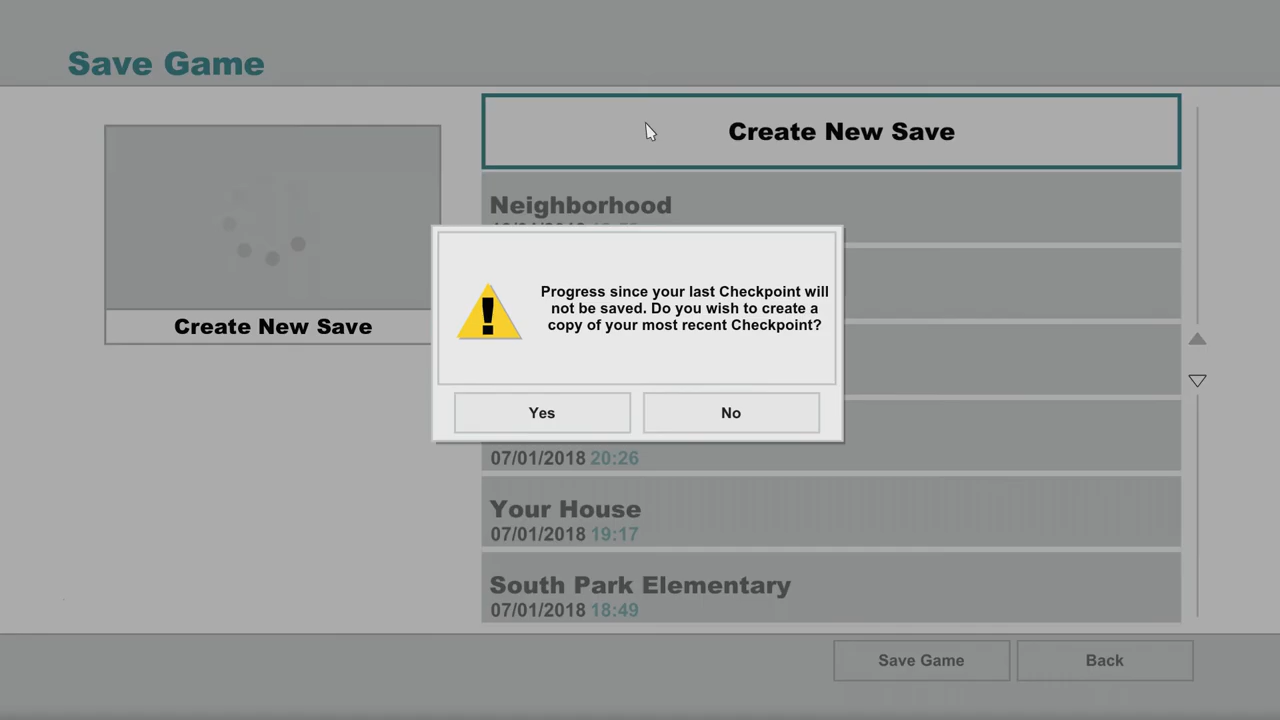 Save Game
Create New Save
Neighborhood
Create New Save
Progress since your last Checkpoint will
not be saved. Do you wish to create a
copy of your most recent Checkpoint?
Yes
No
07/01/2018 20:26
Your House
07/01/2018 19:17
South Park Elementary
07/01/2018 18:49
Save Game
Back